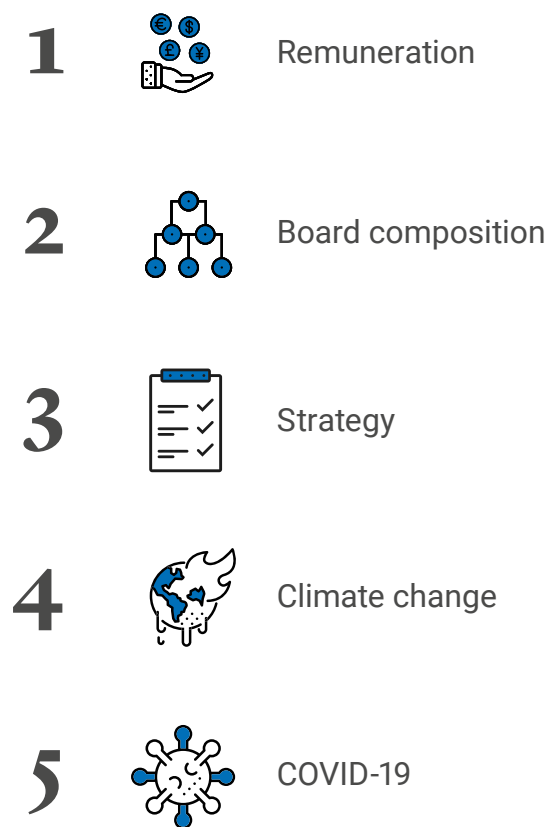 1 Remuneration
2 Board composition
3 Strategy
4 Climate change
5 COVID-19